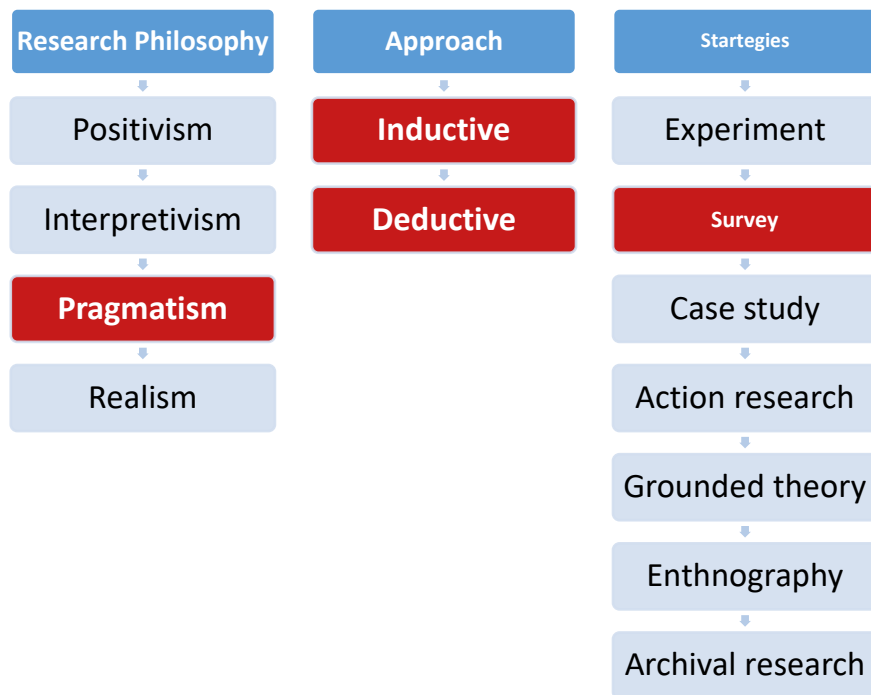 Research Philosophy
Positivism
Interpretivism
Pragmatism
Realism
Approach
Inductive
Deductive
Startegies
Experiment
Survey
Case study
Action research
Grounded theory
Enthnography
Archival research